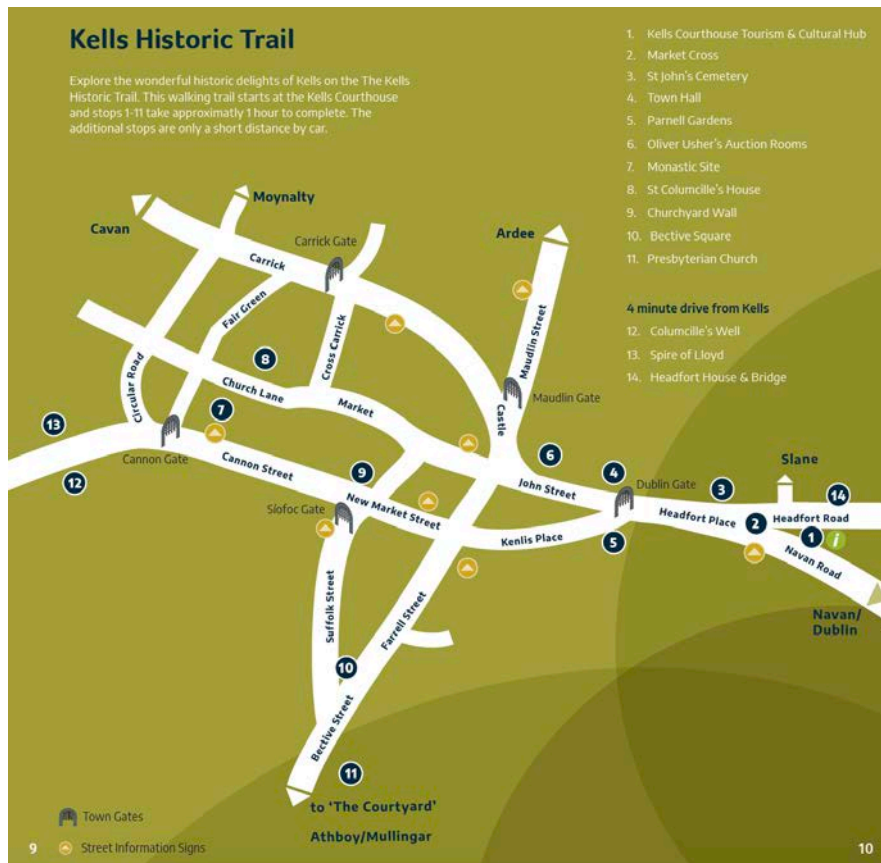 Kells Historic Trail
Explore the wonderful historic delights of Kells on the The Kells
Historic Trail. This walking trail starts at the Kells Courthouse
and stops 1-11 take approximatly 1 hour to complete. The
additional stops are only a short distance by car.
1. Kells Courthouse Tourism & Cultural Hub
2. Market Cross
3. St John's Cemetery
4. Town Hall
5. Parnell Gardens
6. Oliver Usher's Auction Rooms
7. Monastic Site
8. St Columcille's House
9. Churchyard Wall
10. Bective Square
11. Presbyterian Church
4 minute drive from Kells
12. Columcille's Well
13. Spire of Lloyd
14. Headfort House & Bridge
Moynalty
Cavan
Carrick Gate
Ardee
Carrick
Fair Green
Cross Carrick
Maudlin Street
8
Circular Road
Church Lane
Market
Castle
Maudlin Gate
7
13
12
Cannon Gate
Cannon Street
9
New Market Street
Síofoc Gate
6
John Street
4
Dublin Gate
3
Slane
14
Headfort Place
2
Headfort Road
1
i
Navan Road
Kenlis Place
5
Navan/
Dublin
Suffolk Street
Farrell Street
10
Bective Street
11
to 'The Courtyard'
Athboy/Mullingar
Town Gates
Street Information Signs
9
10